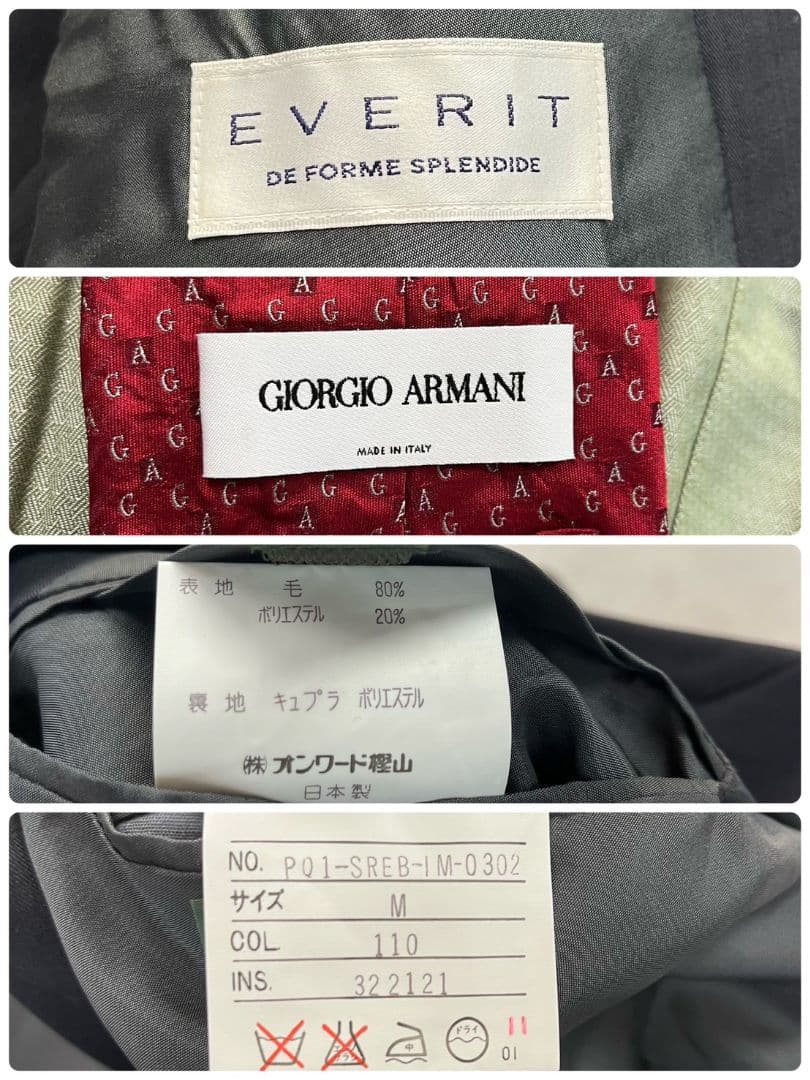 EVERIT
DE FORME SPLENDIDE
GIORGIO ARMANI
MADE IN ITALY
表地 毛 80%
ポリエステル 20%
裏地 キュプラ ポリエステル
(株)オンワード樫山
日本製
NO. PQ1-SREB-IM-0302
サイズ M
COL 110
INS. 322121
中 ドライ 11
01